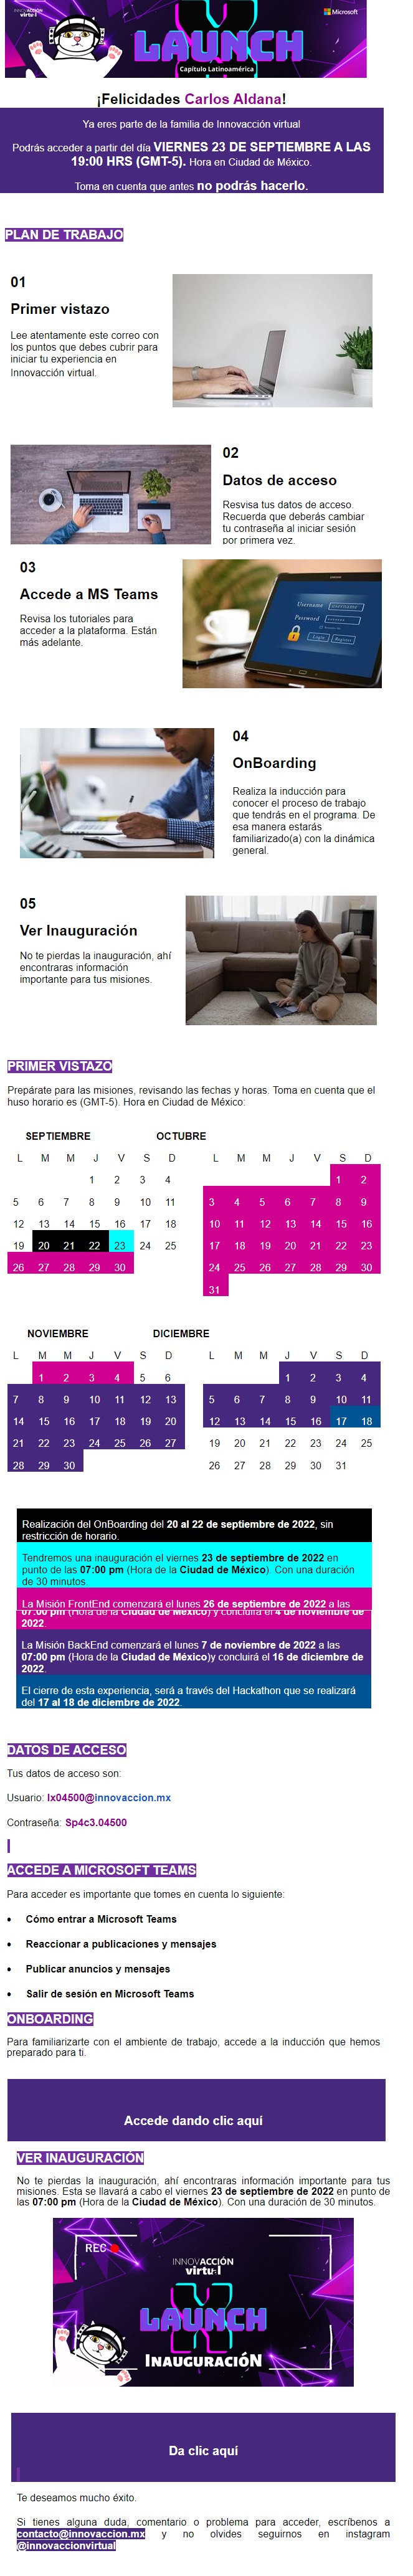 INNOVACCIÓN
virtu:l
LAUNCH
X
Microsoft
Capítulo Latinoamérica
¡Felicidades Carlos Aldana!
Ya eres parte de la familia de Innovacción virtual
Podrás acceder a partir del día VIERNES 23 DE SEPTIEMBRE A LAS
19:00 HRS (GMT-5). Hora en Ciudad de México.
Toma en cuenta que antes no podrás hacerlo.
PLAN DE TRABAJO
01
Primer vistazo
Lee atentamente este correo con
los puntos que debes cubrir para
iniciar tu experiencia en
Innovacción virtual.
02
Datos de acceso
Resvisa tus datos de acceso.
Recuerda que deberás cambiar
tu contraseña al iniciar sesión
por primera vez.
03
Accede a MS Teams
Revisa los tutoriales para
acceder a la plataforma. Están
más adelante.
Username
Password
Login Register
04
OnBoarding
Realiza la inducción para
conocer el proceso de trabajo
que tendrás en el programa. De
esa manera estarás
familiarizado(a) con la dinámica
general.
05
Ver Inauguración
No te pierdas la inauguración, ahí
encontraras información
importante para tus misiones.
PRIMER VISTAZO
Prepárate para las misiones, revisando las fechas y horas. Toma en cuenta que el
huso horario es (GMT-5). Hora en Ciudad de México:
SEPTIEMBRE
L M M J V S D
1 2 3 4
5 6 7 8 9 10 11
12 13 14 15 16 17 18
19 20 21 22 23 24 25
26 27 28 29 30
OCTUBRE
L M M J V S D
1 2
3 4 5 6 7 8 9
10 11 12 13 14 15 16
17 18 19 20 21 22 23
24 25 26 27 28 29 30
31
NOVIEMBRE
L M M J V S D
1 2 3 4 5 6
7 8 9 10 11 12 13
14 15 16 17 18 19 20
21 22 23 24 25 26 27
28 29 30
DICIEMBRE
L M M J V S D
1 2 3 4
5 6 7 8 9 10 11
12 13 14 15 16 17 18
19 20 21 22 23 24 25
26 27 28 29 30 31
Realización del OnBoarding del 20 al 22 de septiembre de 2022, sin
restricción de horario.
Tendremos una inauguración el viernes 23 de septiembre de 2022 en
punto de las 07:00 pm (Hora de la Ciudad de México). Con una duración
de 30 minutos.
La Misión FrontEnd comenzará el lunes 26 de septiembre de 2022 a las
07:00 pm (Hora de la Ciudad de México) y concluirá el 4 de noviembre de
2022.
La Misión BackEnd comenzará el lunes 7 de noviembre de 2022 a las
07:00 pm (Hora de la Ciudad de México)y concluirá el 16 de diciembre de
2022.
El cierre de esta experiencia, será a través del Hackathon que se realizará
del 17 al 18 de diciembre de 2022.
DATOS DE ACCESO
Tus datos de acceso son:
Usuario: lx04500@innovaccion.mx
Contraseña: Sp4c3.04500
ACCEDE A MICROSOFT TEAMS
Para acceder es importante que tomes en cuenta lo siguiente:
• Cómo entrar a Microsoft Teams
• Reaccionar a publicaciones y mensajes
• Publicar anuncios y mensajes
• Salir de sesión en Microsoft Teams
ONBOARDING
Para familiarizarte con el ambiente de trabajo, accede a la inducción que hemos
preparado para ti.
Accede dando clic aquí
VER INAUGURACIÓN
No te pierdas la inauguración, ahí encontraras información importante para tus
misiones. Esta se llavará a cabo el viernes 23 de septiembre de 2022 en punto de
las 07:00 pm (Hora de la Ciudad de México). Con una duración de 30 minutos.
REC
INNOVACCIÓN
virtu:l
LAUNCH
X
INAUGURACIÓN
Da clic aquí
Te deseamos mucho éxito.
Si tienes alguna duda, comentario o problema para acceder, escríbenos a
contacto@innovaccion.mx y no olvides seguirnos en instagram
@innovaccionvirtual